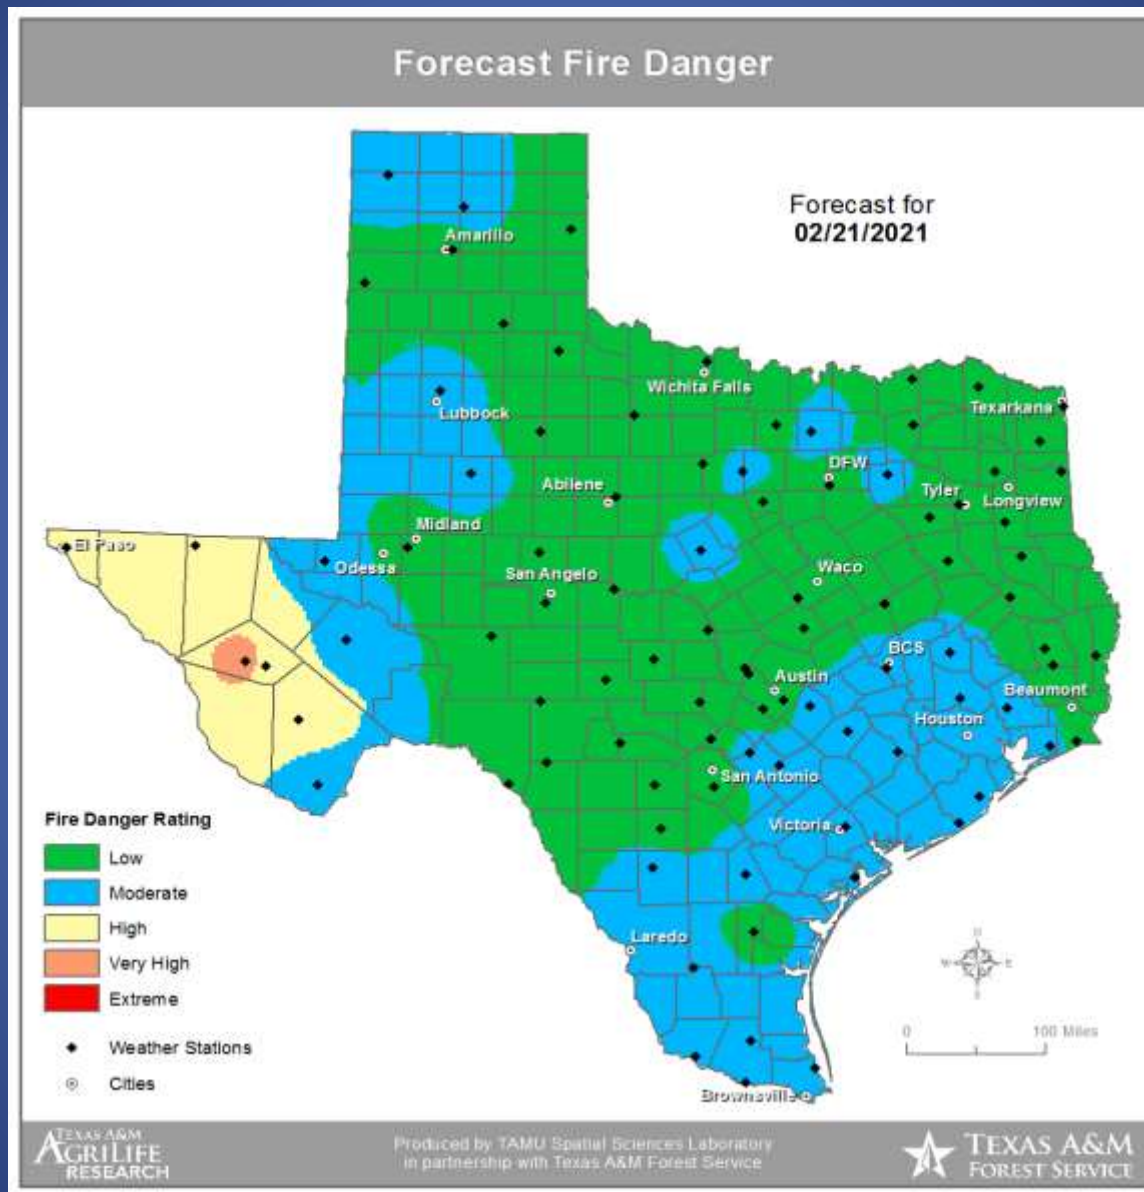 Forecast Fire Danger
Forecast for
02/21/2021
Amarillo
Wichita Falls
Texarkana
Lubbock
DFW
Abilene
Tyler
Longview
Midland
El Paso
Odessa
San Angelo
Waco
BCS
Austin
Beaumont
Houston
San Antonio
Victoria
Laredo
Brownsville
Fire Danger Rating
Low
Moderate
High
Very High
Extreme
Weather Stations
Cities
N
W E
S
0 100 Miles
TEXAS A&M
AGRILIFE
RESEARCH
Produced by TAMU Spatial Sciences Laboratory
in partnership with Texas A&M Forest Service
TEXAS A&M
FOREST SERVICE